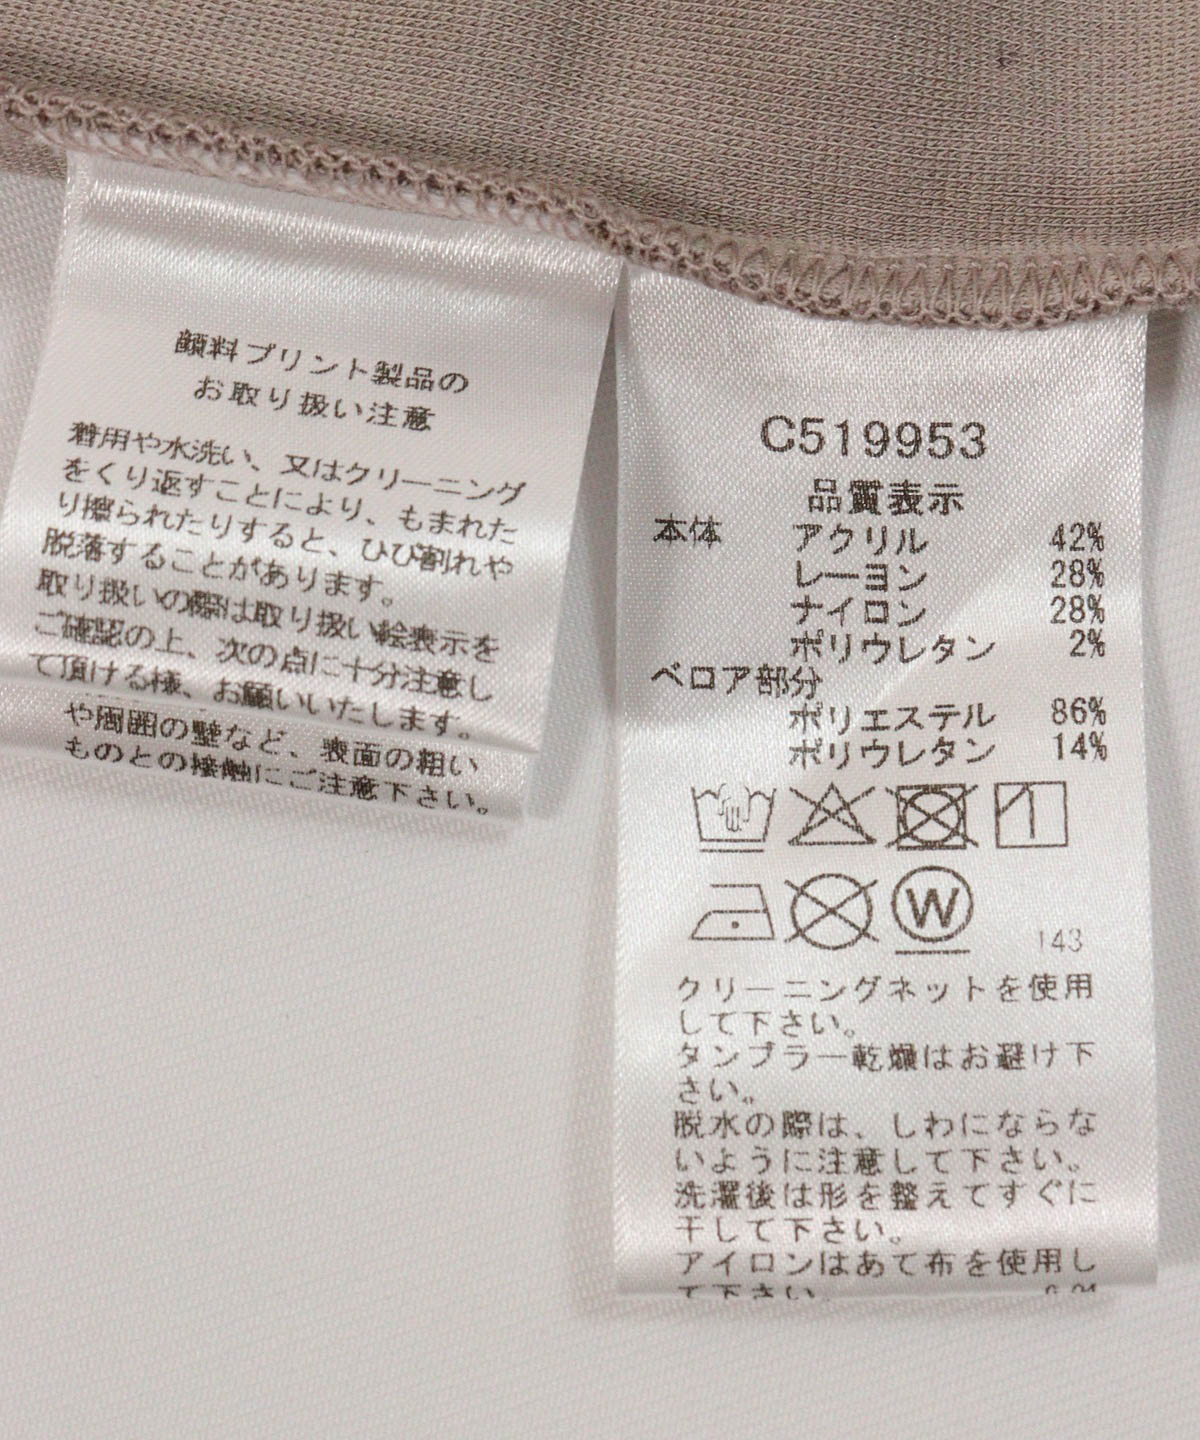 顔料プリント製品の
お取り扱い注意
着用や水洗い、又はクリーニング
をくり返すことにより、もまれた
り擦られたりすると、ひび割れや
脱落することがあります。
取り扱いの際は取り扱い絵表示を
ご確認の上、次の点に十分注意し
て頂ける様、お願いいたします。
や周囲の壁など、表面の粗い
ものとの接触にご注意下さい。
C519953
品質表示
本体 アクリル 42%
レーヨン 28%
ナイロン 28%
ポリウレタン 2%
ベロア部分
ポリエステル 86%
ポリウレタン 14%
W
143
クリーニングネットを使用
して下さい。
タンブラー乾燥はお避け下
さい。
脱水の際は、しわにならな
いように注意して下さい。
洗濯後は形を整えてすぐに
干して下さい。
アイロンはあて布を使用し
て下さい。